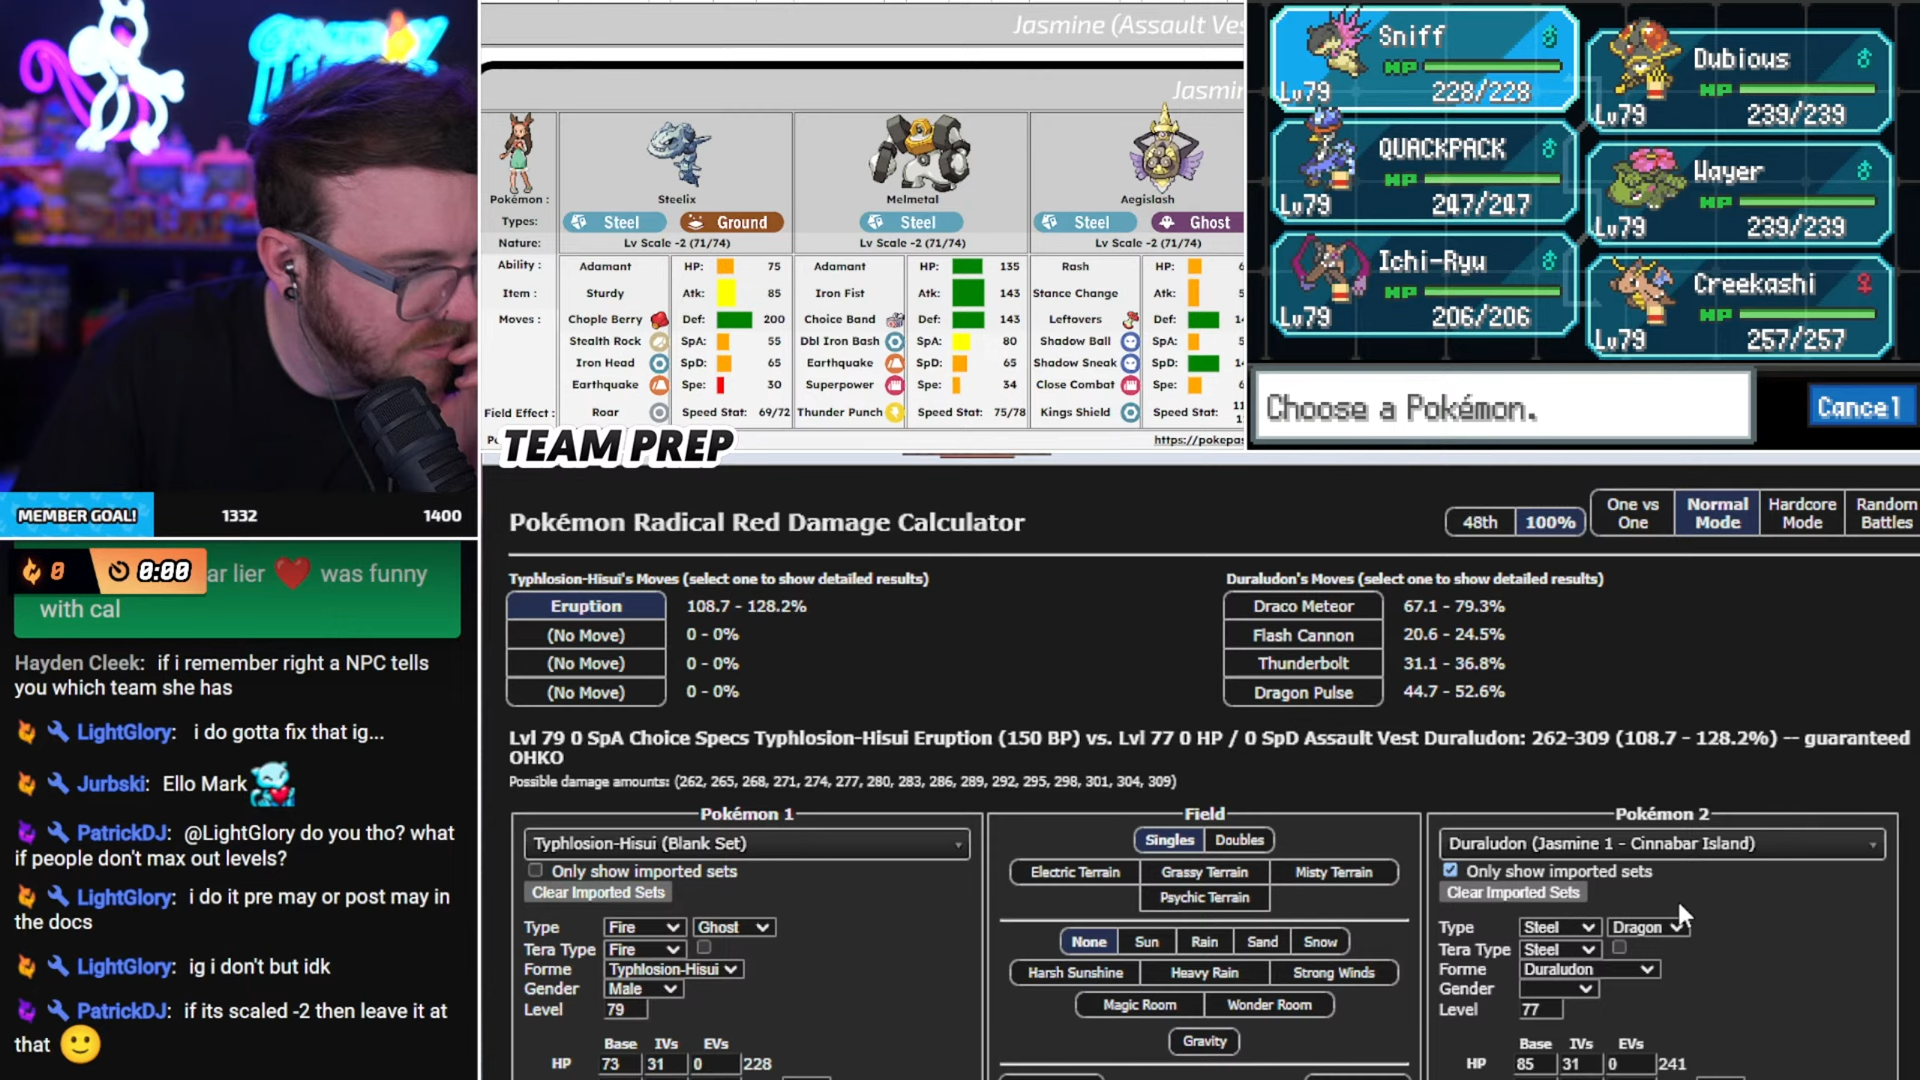 Jasmine (Assault Ves
Jasmin
Pokémon :
Steelix
Melmetal
Aegislash
Types:
Steel
Ground
Steel
Steel
Ghost
Nature:
Lv Scale -2 (71/74)
Lv Scale -2 (71/74)
Lv Scale -2 (71/74)
Ability :
Adamant
HP:
75
Adamant
HP:
135
Rash
HP:
6
Item :
Sturdy
Atk:
85
Iron Fist
Atk:
143
Stance Change
Atk:
5
Moves :
Chople Berry
Def:
200
Choice Band
Def:
143
Leftovers
Def:
14
Stealth Rock
SpA:
55
Dbl Iron Bash
SpA:
80
Shadow Ball
SpA:
5
Iron Head
SpD:
65
Earthquake
SpD:
65
Shadow Sneak
SpD:
14
Earthquake
Spe:
30
Superpower
Spe:
34
Close Combat
Spe:
6
Field Effect :
Roar
Speed Stat:
69/72
Thunder Punch
Speed Stat:
75/78
Kings Shield
Speed Stat:
https://pokepas
TEAM PREP
Sniff
HP
Lv79
228/228
Dubious
HP
Lv79
239/239
QUACKPACK
HP
Lv79
247/247
Wayer
HP
Lv79
239/239
Ichi-Ryu
HP
Lv79
206/206
Creekashi
HP
Lv79
257/257
Choose a Pokémon.
Cancel
MEMBER GOAL!
1332
1400
0
0:00
ar lier ❤️ was funny
with cal
Hayden Cleek: if i remember right a NPC tells
you which team she has
LightGlory: i do gotta fix that ig...
Jurbski: Ello Mark
PatrickDJ: @LightGlory do you tho? what
if people don't max out levels?
LightGlory: i do it pre may or post may in
the docs
LightGlory: ig i don't but idk
PatrickDJ: if its scaled -2 then leave it at
that 🙂
Pokémon Radical Red Damage Calculator
48th
100%
One vs One
Normal Mode
Hardcore Mode
Random Battles
Typhlosion-Hisui's Moves (select one to show detailed results)
Eruption
108.7 - 128.2%
(No Move)
0 - 0%
(No Move)
0 - 0%
(No Move)
0 - 0%
Duraludon's Moves (select one to show detailed results)
Draco Meteor
67.1 - 79.3%
Flash Cannon
20.6 - 24.5%
Thunderbolt
31.1 - 36.8%
Dragon Pulse
44.7 - 52.6%
Lvl 79 0 SpA Choice Specs Typhlosion-Hisui Eruption (150 BP) vs. Lvl 77 0 HP / 0 SpD Assault Vest Duraludon: 262-309 (108.7 - 128.2%) -- guaranteed
OHKO
Possible damage amounts: (262, 265, 268, 271, 274, 277, 280, 283, 286, 289, 292, 295, 298, 301, 304, 309)
Pokémon 1
Typhlosion-Hisui (Blank Set)
Only show imported sets
Clear Imported Sets
Type
Fire
Ghost
Tera Type
Fire
Forme
Typhlosion-Hisui
Gender
Male
Level
79
Base
IVs
EVs
HP
73
31
0
228
Field
Singles
Doubles
Electric Terrain
Grassy Terrain
Misty Terrain
Psychic Terrain
None
Sun
Rain
Sand
Snow
Harsh Sunshine
Heavy Rain
Strong Winds
Magic Room
Wonder Room
Gravity
Pokémon 2
Duraludon (Jasmine 1 - Cinnabar Island)
Only show imported sets
Clear Imported Sets
Type
Steel
Dragon
Tera Type
Steel
Forme
Duraludon
Gender
Level
77
Base
IVs
EVs
HP
85
31
0
241